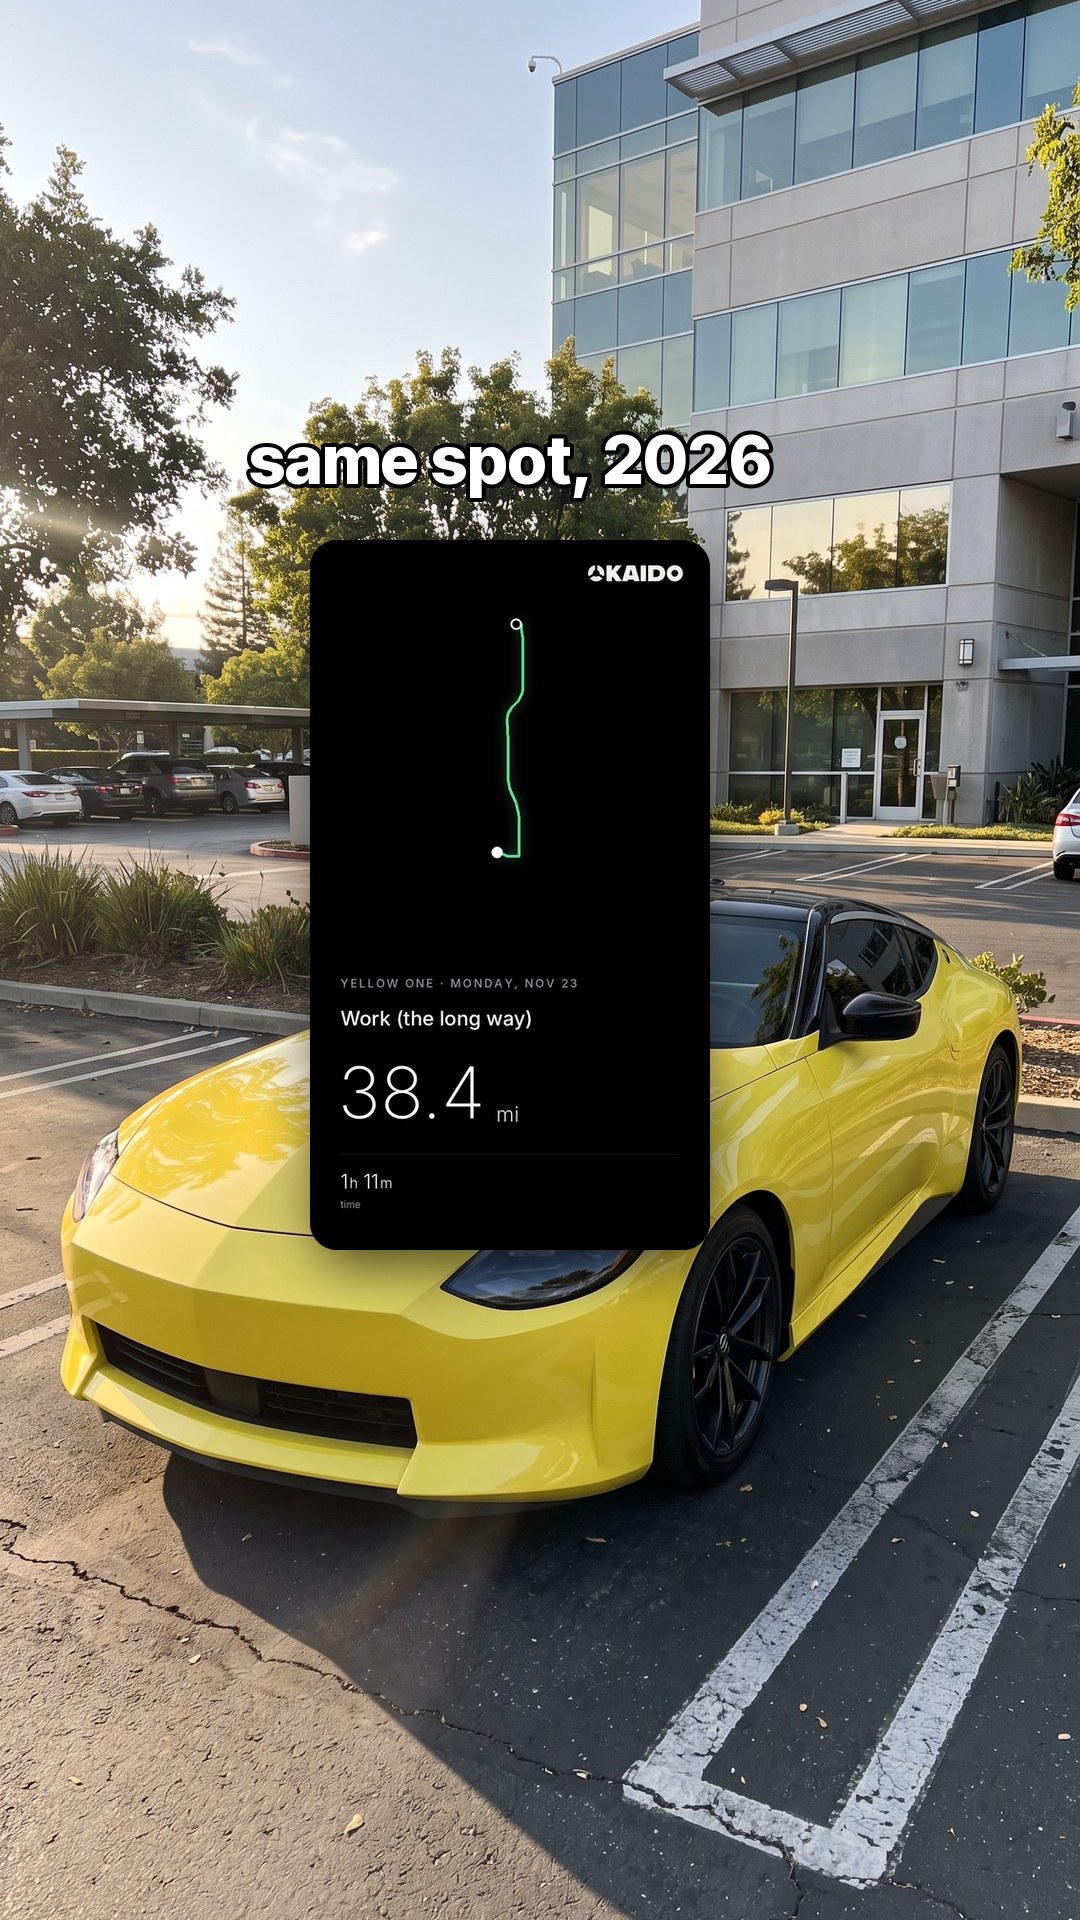 same spot, 2026
KAIDO
YELLOW ONE · MONDAY, NOV 23
Work (the long way)
38.4 mi
1h 11m
time